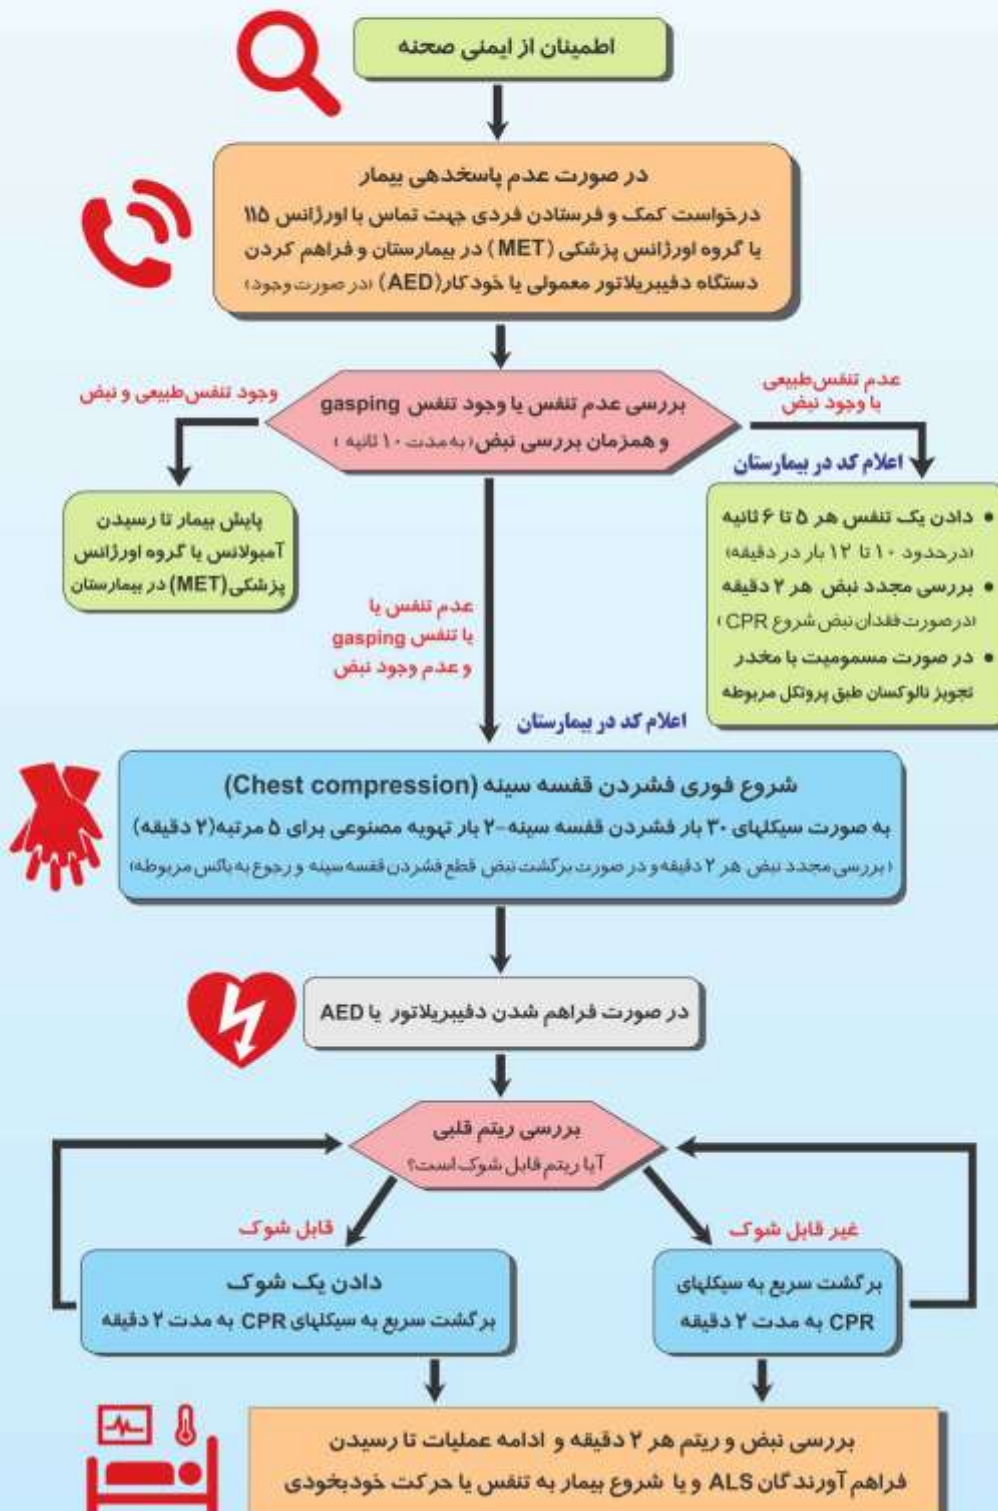 اطمینان از ایمنی صحنه
در صورت عدم پاسخدهی بیمار
درخواست کمک و فرستادن فردی جهت تماس با اورژانس ۱۱۵
یا گروه اورژانس پزشکی (MET) در بیمارستان و فراهم کردن
دستگاه دفیبریلاتور معمولی یا خودکار (AED) (در صورت وجود)
بررسی عدم تنفس یا وجود تنفس gasping
و همزمان بررسی نبض (به مدت ۱۰ ثانیه)
عدم تنفس طبیعی
با وجود نبض
وجود تنفس طبیعی و نبض
اعلام کد در بیمارستان
• دادن یک تنفس هر ۵ تا ۶ ثانیه
(درحدود ۱۰ تا ۱۲ بار در دقیقه)
• بررسی مجدد نبض هر ۲ دقیقه
(درصورت فقدان نبض شروع CPR)
• در صورت مسمومیت با مخدر
تجویز نالوکسان طبق پروتکل مربوطه
پایش بیمار تا رسیدن
آمبولانس یا گروه اورژانس
پزشکی (MET) در بیمارستان
عدم تنفس یا
یا تنفس gasping
و عدم وجود نبض
اعلام کد در بیمارستان
شروع فوری فشردن قفسه سینه (Chest compression)
به صورت سیکلهای ۳۰ بار فشردن قفسه سینه-۲ بار تهویه مصنوعی برای ۵ مرتبه (۲ دقیقه)
(بررسی مجدد نبض هر ۲ دقیقه و در صورت برگشت نبض قطع فشردن قفسه سینه و رجوع به باکس مربوطه)
در صورت فراهم شدن دفیبریلاتور یا AED
بررسی ریتم قلبی
آیا ریتم قابل شوک است؟
غیر قابل شوک
قابل شوک
برگشت سریع به سیکلهای
CPR به مدت ۲ دقیقه
دادن یک شوک
برگشت سریع به سیکلهای CPR به مدت ۲ دقیقه
بررسی نبض و ریتم هر ۲ دقیقه و ادامه عملیات تا رسیدن
فراهم آورندگان ALS و یا شروع بیمار به تنفس یا حرکت خودبخودی